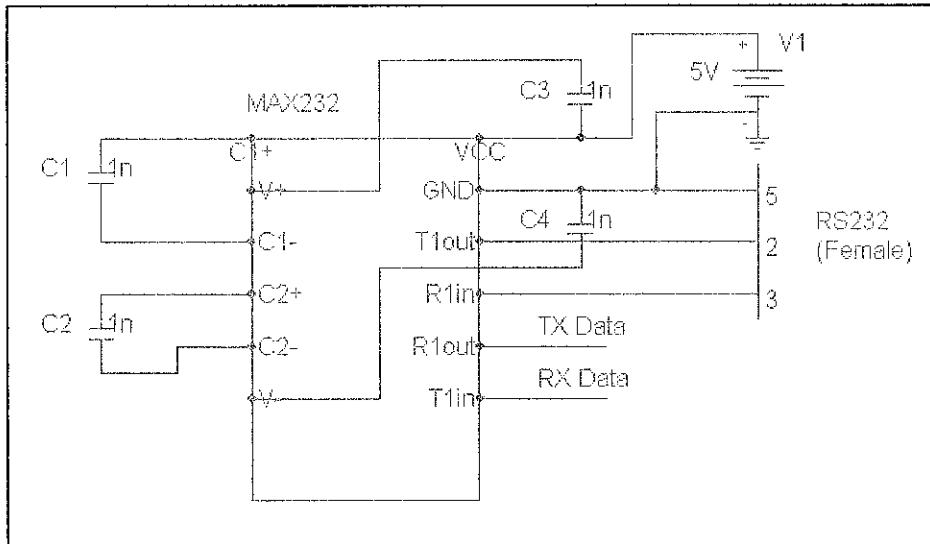 + V1
5V
-
C3 1n
MAX232
C1 1n
C1+
V+
C1-
C2 1n
C2+
C2-
V-
VCC
GND
C4 1n
T1out
R1in
R1out
T1in
TX Data
RX Data
5
2
3
RS232
(Female)